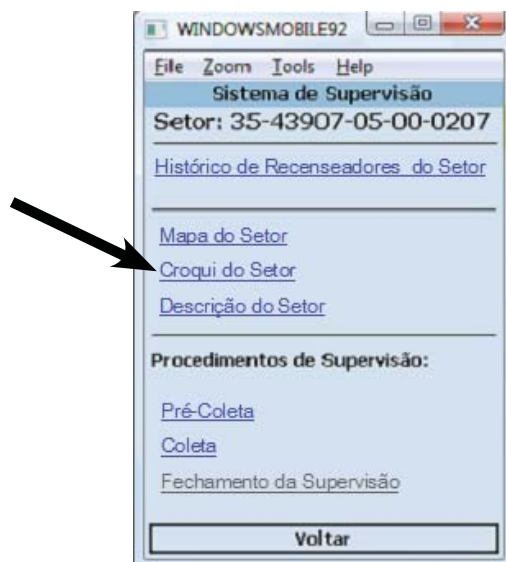 WINDOWSMOBILE92
File Zoom Tools Help
Sistema de Supervisão
Setor: 35-43907-05-00-0207
Histórico de Recenseadores do Setor
Mapa do Setor
Croqui do Setor
Descrição do Setor
Procedimentos de Supervisão:
Pré-Coleta
Coleta
Fechamento da Supervisão
Voltar